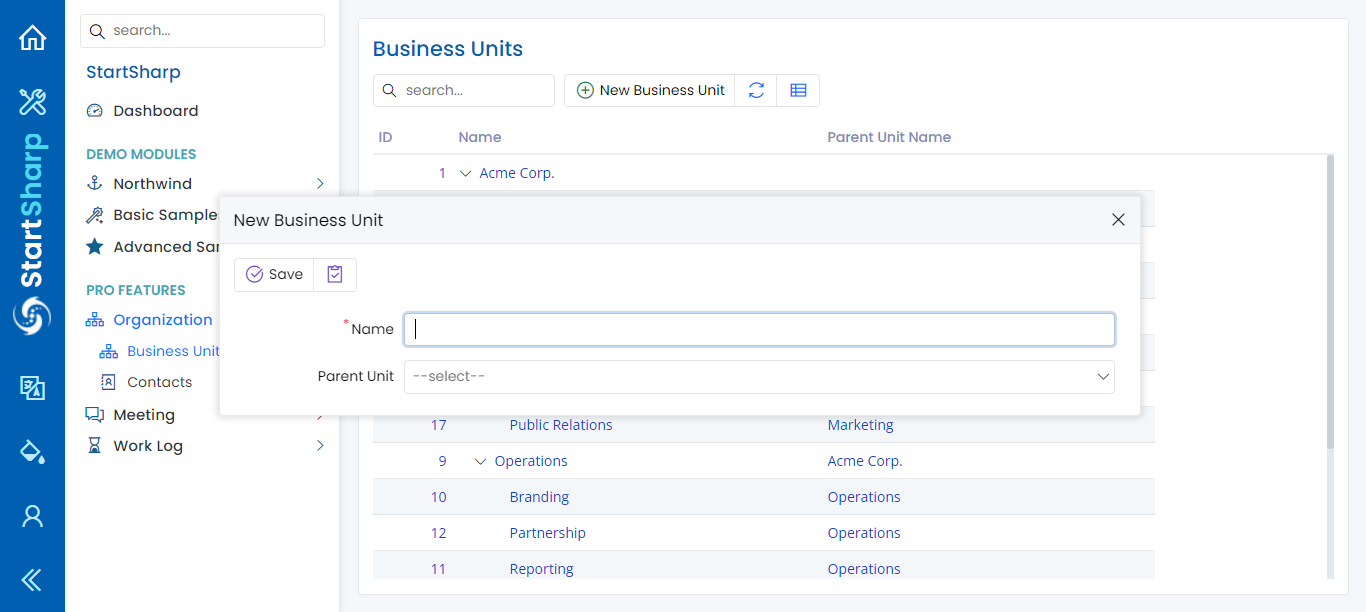 StartSharp
search...
StartSharp
Dashboard
DEMO MODULES
Northwind
Basic Sample
Advanced Sa
PRO FEATURES
Organization
Business Unit
Contacts
Meeting
Work Log
Business Units
search...
New Business Unit
ID Name Parent Unit Name
1 Acme Corp.
New Business Unit
Save
*Name
Parent Unit --select--
17 Public Relations Marketing
9 Operations Acme Corp.
10 Branding Operations
12 Partnership Operations
11 Reporting Operations